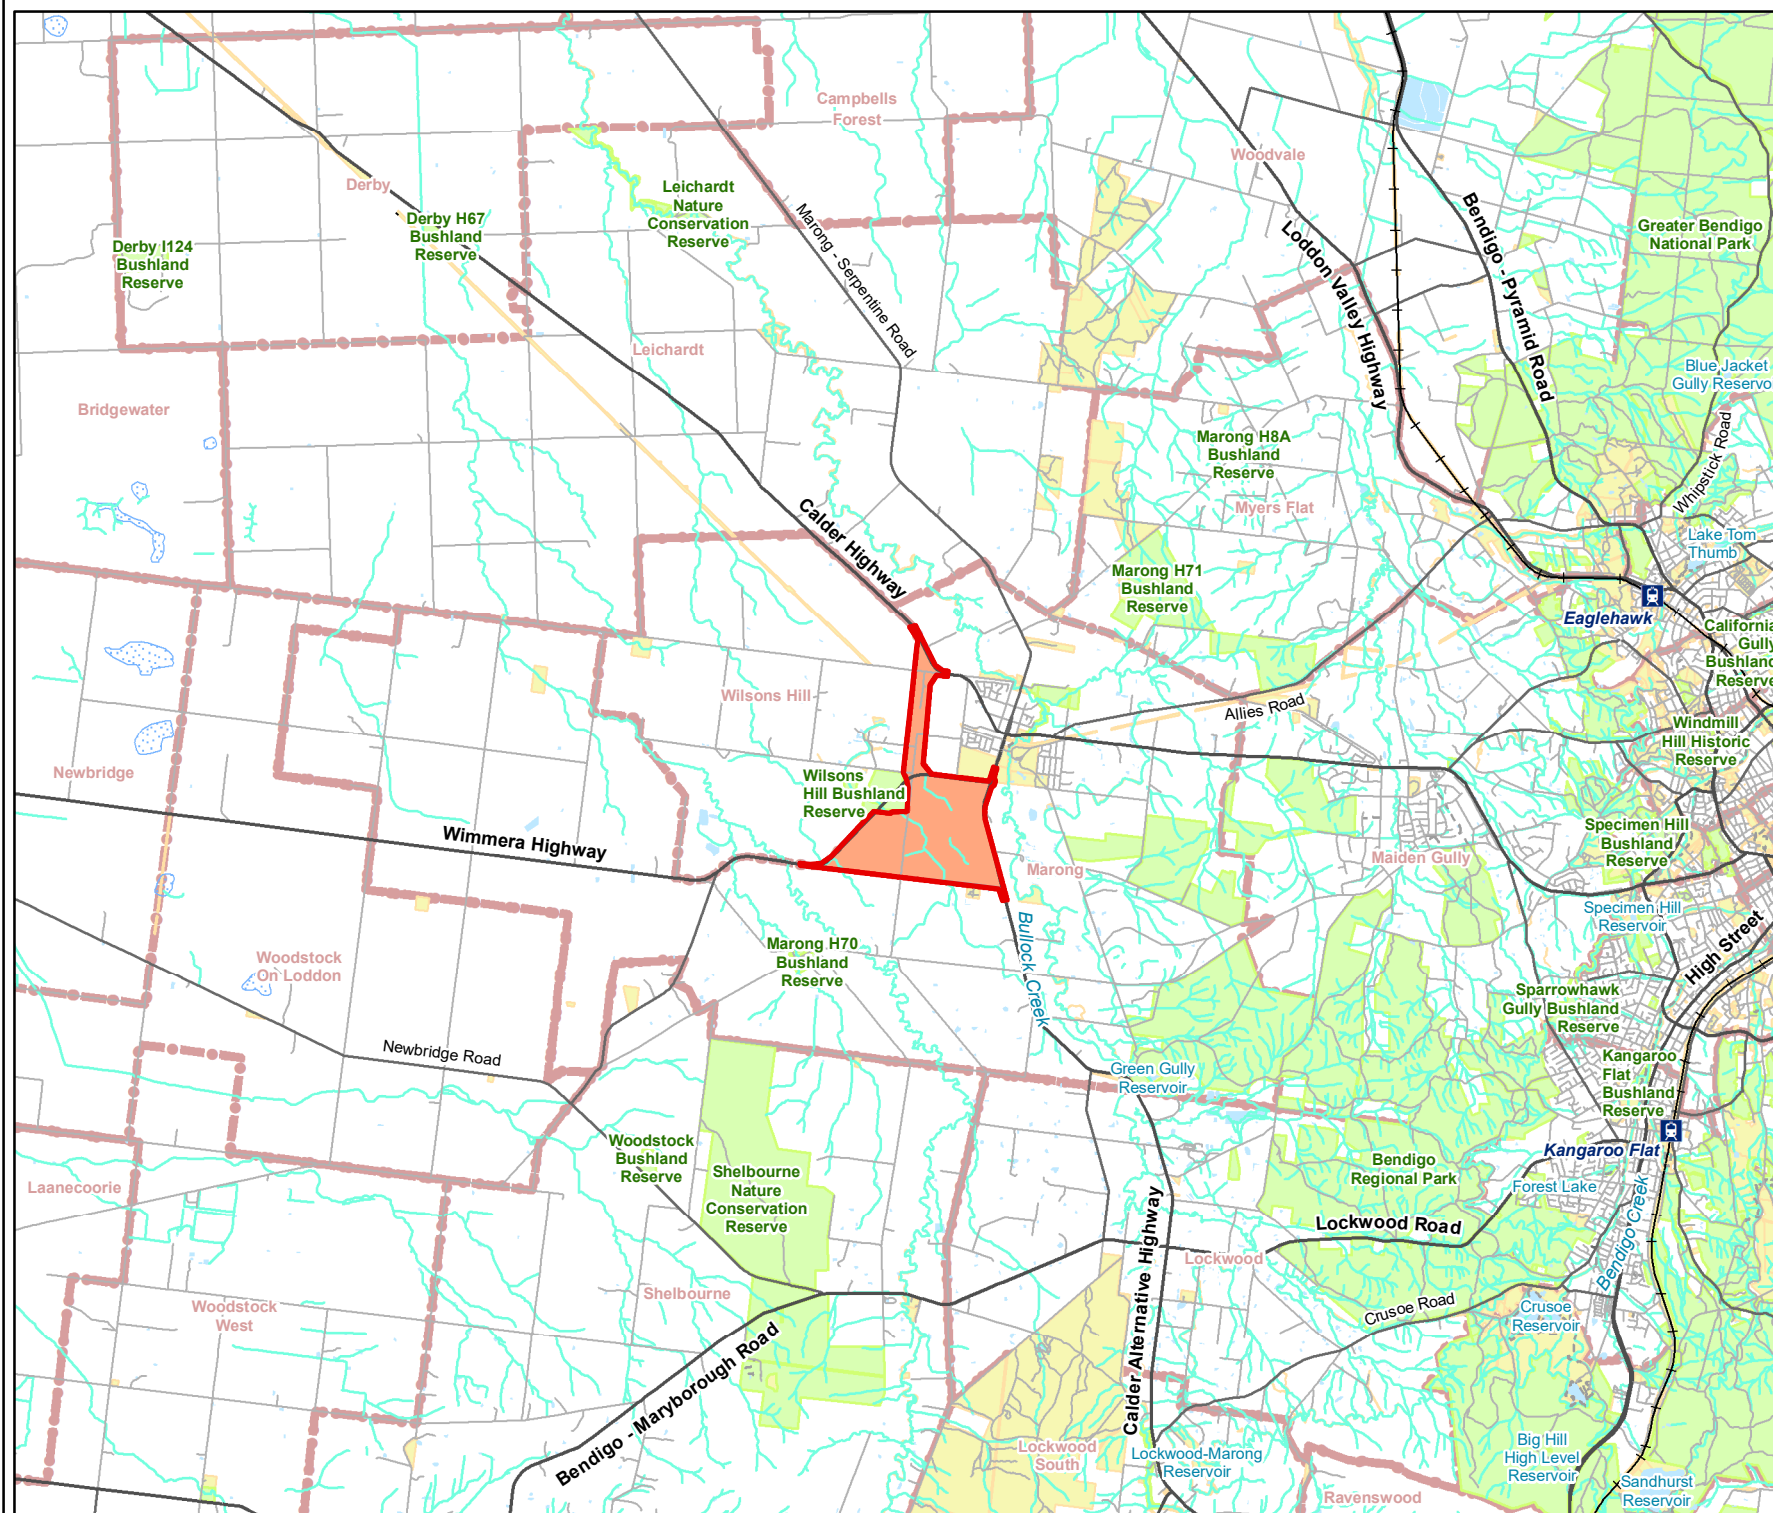 Campbells
Forest
Woodvale
Derby
Leichardt
Nature
Conservation
Reserve
Derby H67
Bushland
Reserve
Derby I124
Bushland
Reserve
Marong - Serpentine Road
Loddon Valley Highway
Bendigo - Pyramid Road
Greater Bendigo
National Park
Leichardt
Blue Jacket
Gully Reservo
Bridgewater
Marong H8A
Bushland
Reserve
Whipstick Road
Myers Flat
Calder Highway
Lake Tom
Thumb
Marong H71
Bushland
Reserve
Eaglehawk
California
Gully
Bushland
Reserve
Wilsons Hill
Allies Road
Windmill
Hill Historic
Reserve
Newbridge
Wilsons
Hill Bushland
Reserve
Wimmera Highway
Specimen Hill
Bushland
Reserve
Maiden Gully
Marong
Specimen Hill
Reservoir
High Street
Bullock Creek
Marong H70
Bushland
Reserve
Woodstock
On Loddon
Sparrowhawk
Gully Bushland
Reserve
Newbridge Road
Green Gully
Reservoir
Kangaroo
Flat
Bushland
Reserve
Kangaroo Flat
Woodstock
Bushland
Reserve
Shelbourne
Nature
Conservation
Reserve
Bendigo
Regional Park
Laanecoorie
Forest Lake
Lockwood Road
Bendigo Creek
Calder Alternative Highway
Lockwood
Shelbourne
Woodstock
West
Crusoe Road
Crusoe
Reservoir
Bendigo - Maryborough Road
Lockwood
South
Lockwood-Marong
Reservoir
Big Hill
High Level
Reservoir
Sandhurst
Reservoir
Ravenswood